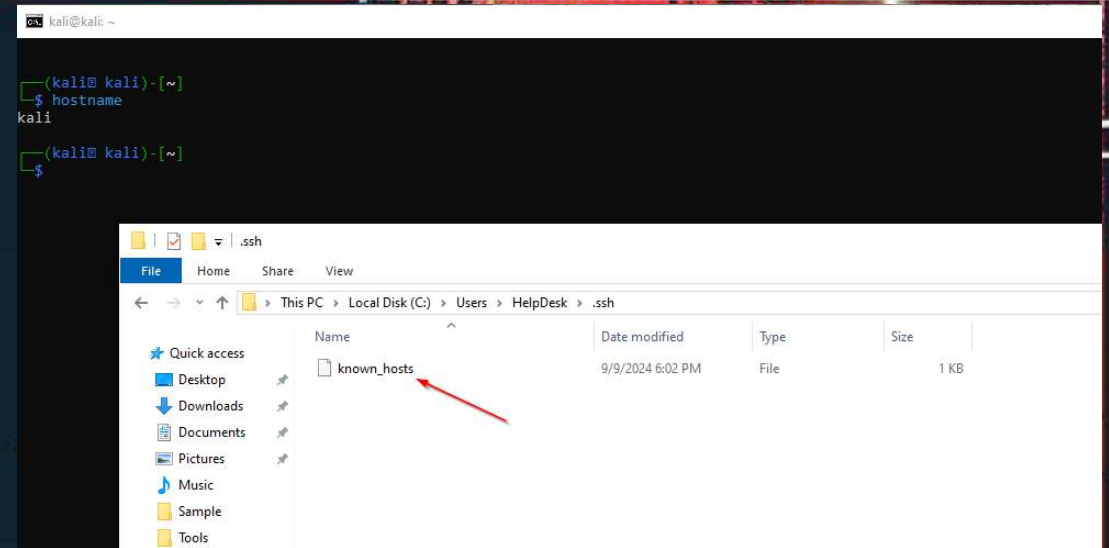 kali@kali: ~
┌──(kali⍰ kali)-[~]
└─$ hostname
kali
┌──(kali⍰ kali)-[~]
└─$
.ssh
File Home Share View
This PC > Local Disk (C:) > Users > HelpDesk > .ssh
Name Date modified Type Size
Quick access
known_hosts 9/9/2024 6:02 PM File 1 KB
Desktop
Downloads
Documents
Pictures
Music
Sample
Tools